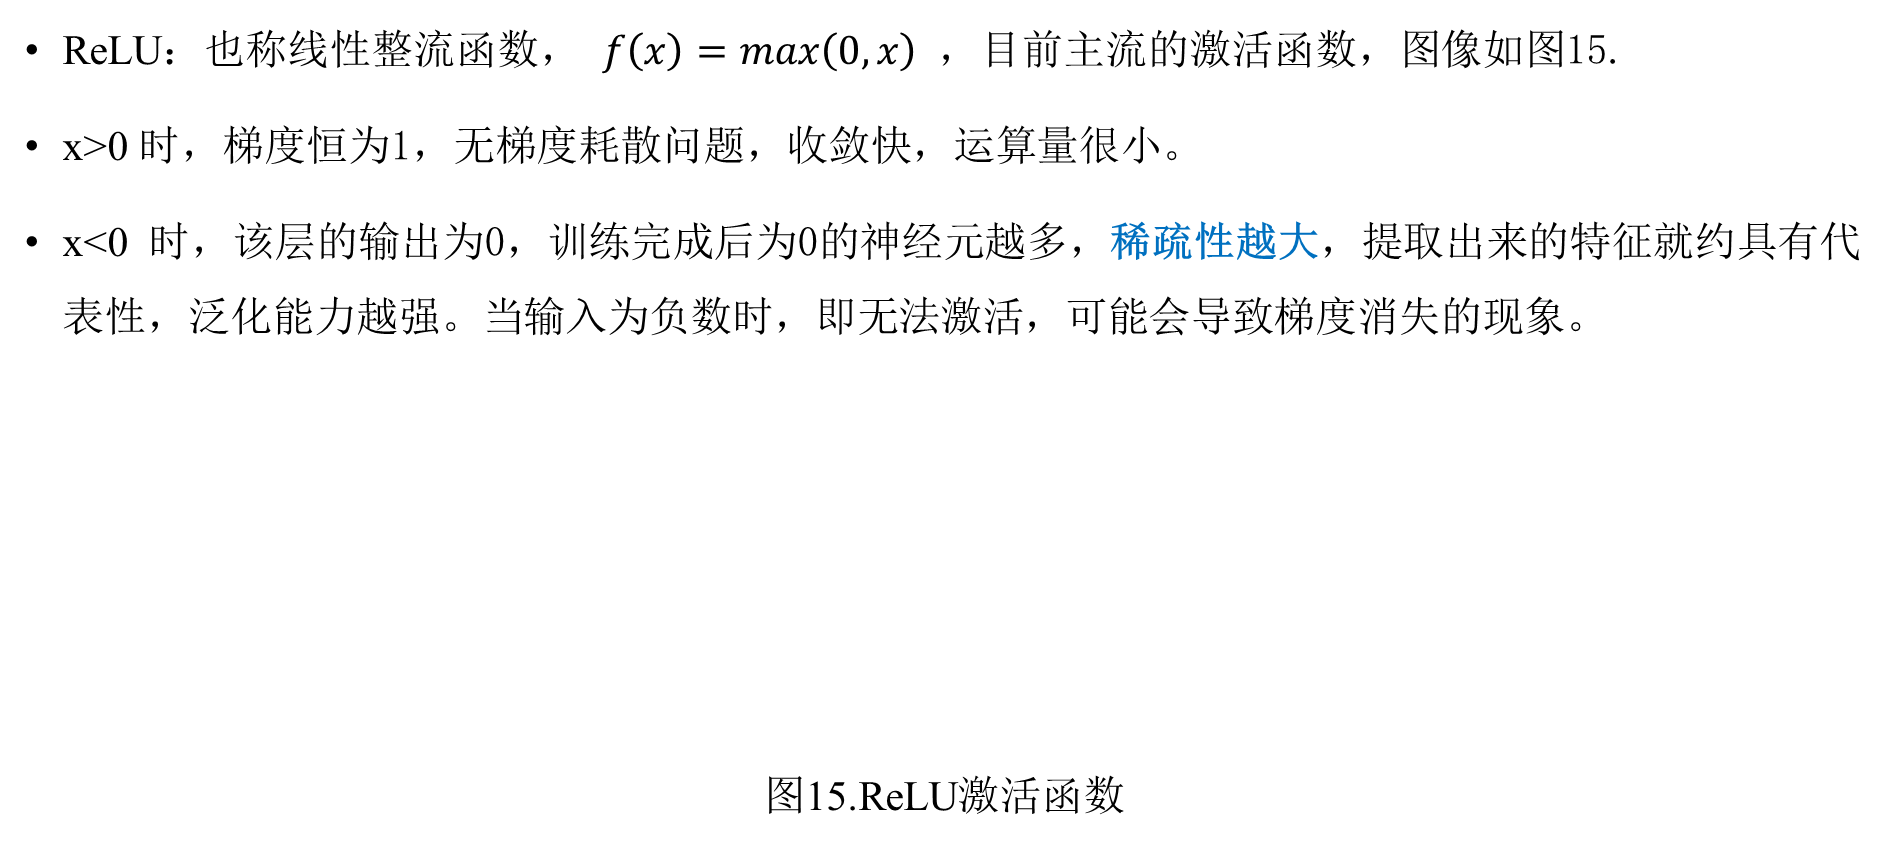 • ReLU：也称线性整流函数， f(x) = max(0, x) ，目前主流的激活函数，图像如图15.
• x>0 时，梯度恒为1，无梯度耗散问题，收敛快，运算量很小。
• x<0 时，该层的输出为0，训练完成后为0的神经元越多，稀疏性越大，提取出来的特征就约具有代
表性，泛化能力越强。当输入为负数时，即无法激活，可能会导致梯度消失的现象。
图15.ReLU激活函数